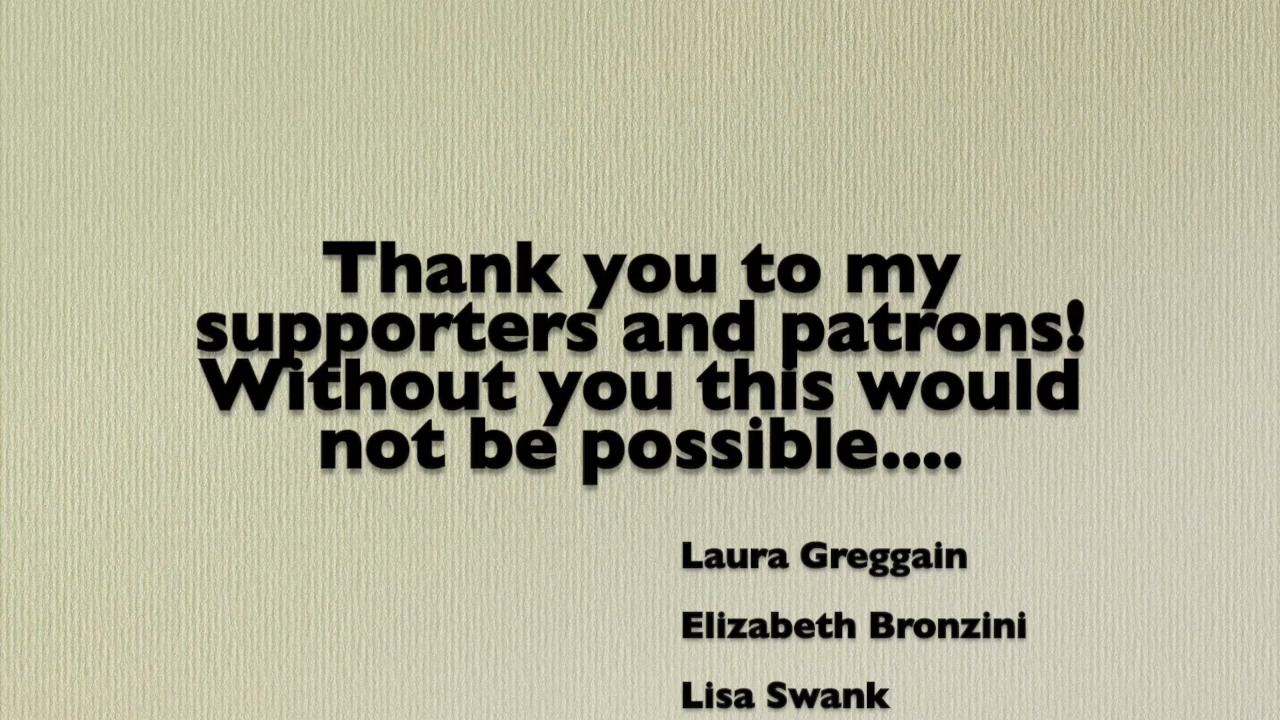 Thank you to my
supporters and patrons!
Without you this would
not be possible....
Laura Greggain
Elizabeth Bronzini
Lisa Swank